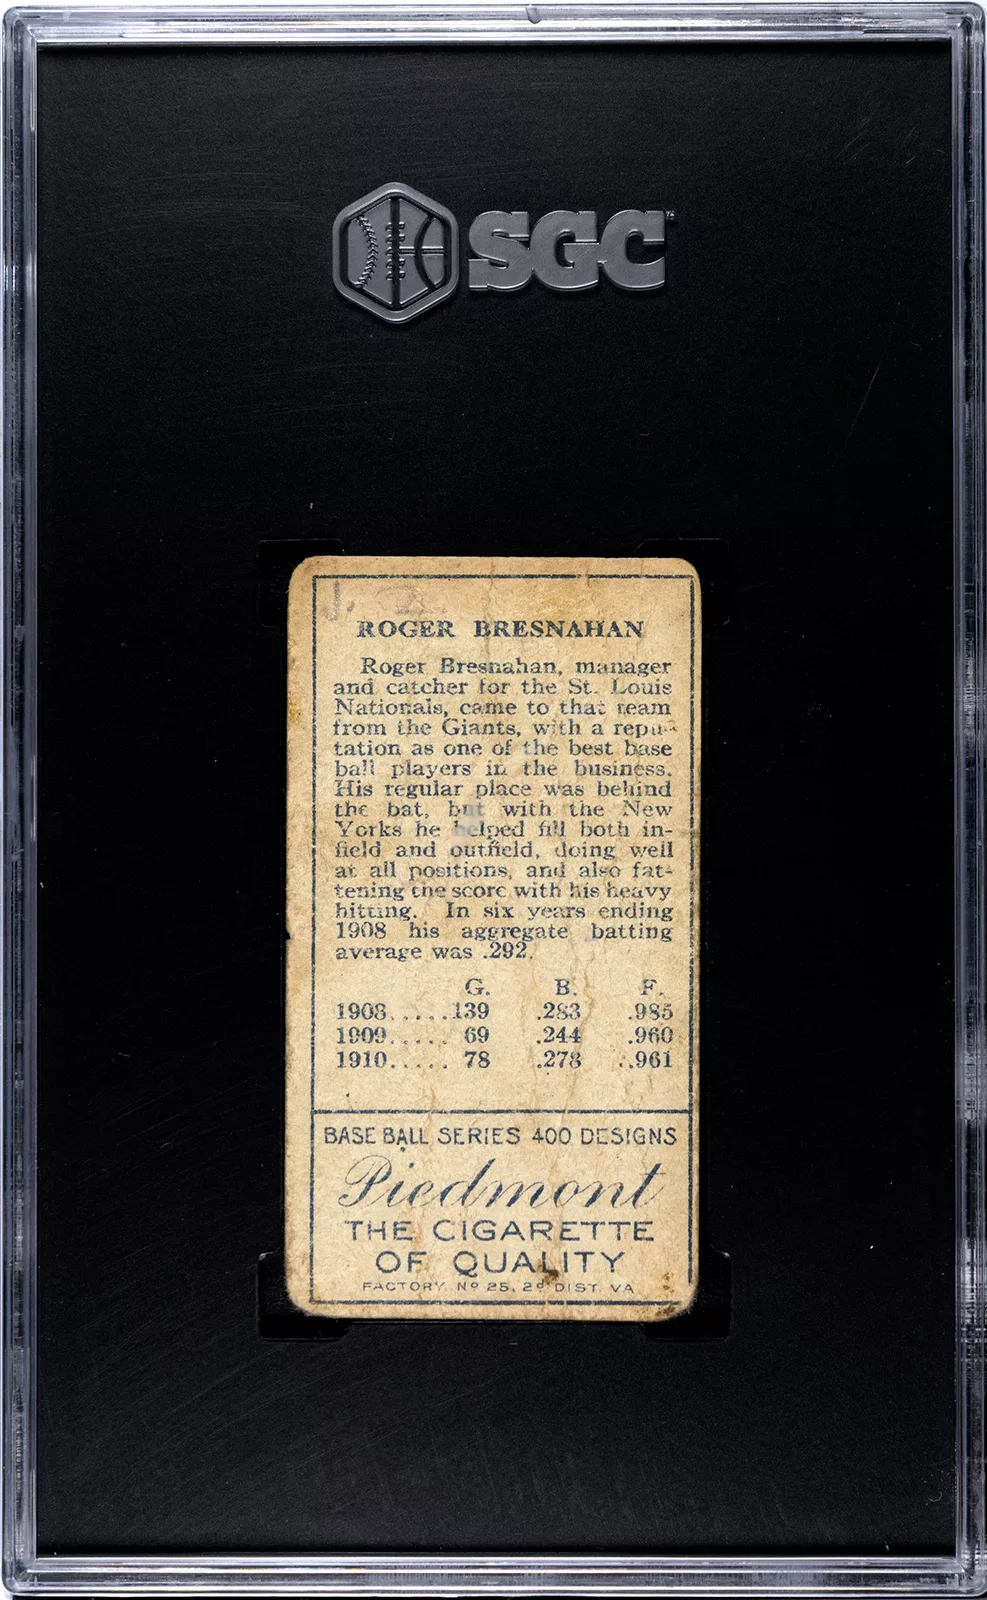 SGC
ROGER BRESNAHAN
Roger Bresnahan, manager
and catcher for the St. Louis
Nationals, came to that team
from the Giants, with a repu-
tation as one of the best base
ball players in the business.
His regular place was behind
the bat, but with the New
Yorks he helped fill both in-
field and outfield, doing well
at all positions, and also fat-
tening the score with his heavy
hitting. In six years ending
1908 his aggregate batting
average was .292.
G. B. F.
1908.....139 .283 .985
1909..... 69 .244 .960
1910..... 78 .278 .961
BASE BALL SERIES 400 DESIGNS
Piedmont
THE CIGARETTE
OF QUALITY
FACTORY Nº 25, 2d DIST. VA